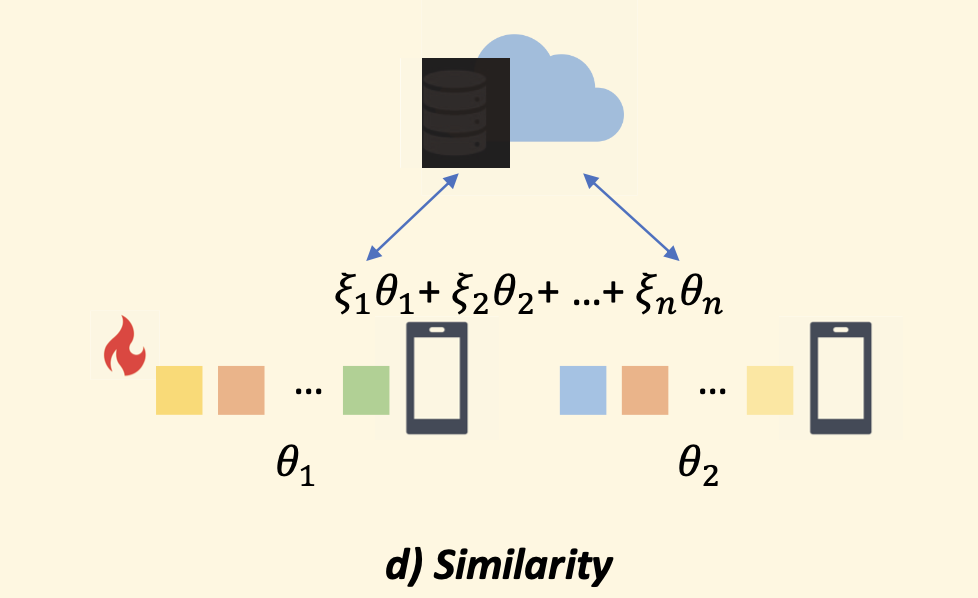 ξ₁θ₁+ ξ₂θ₂+ ...+ ξₙθₙ
... ...
θ₁ θ₂
d) Similarity